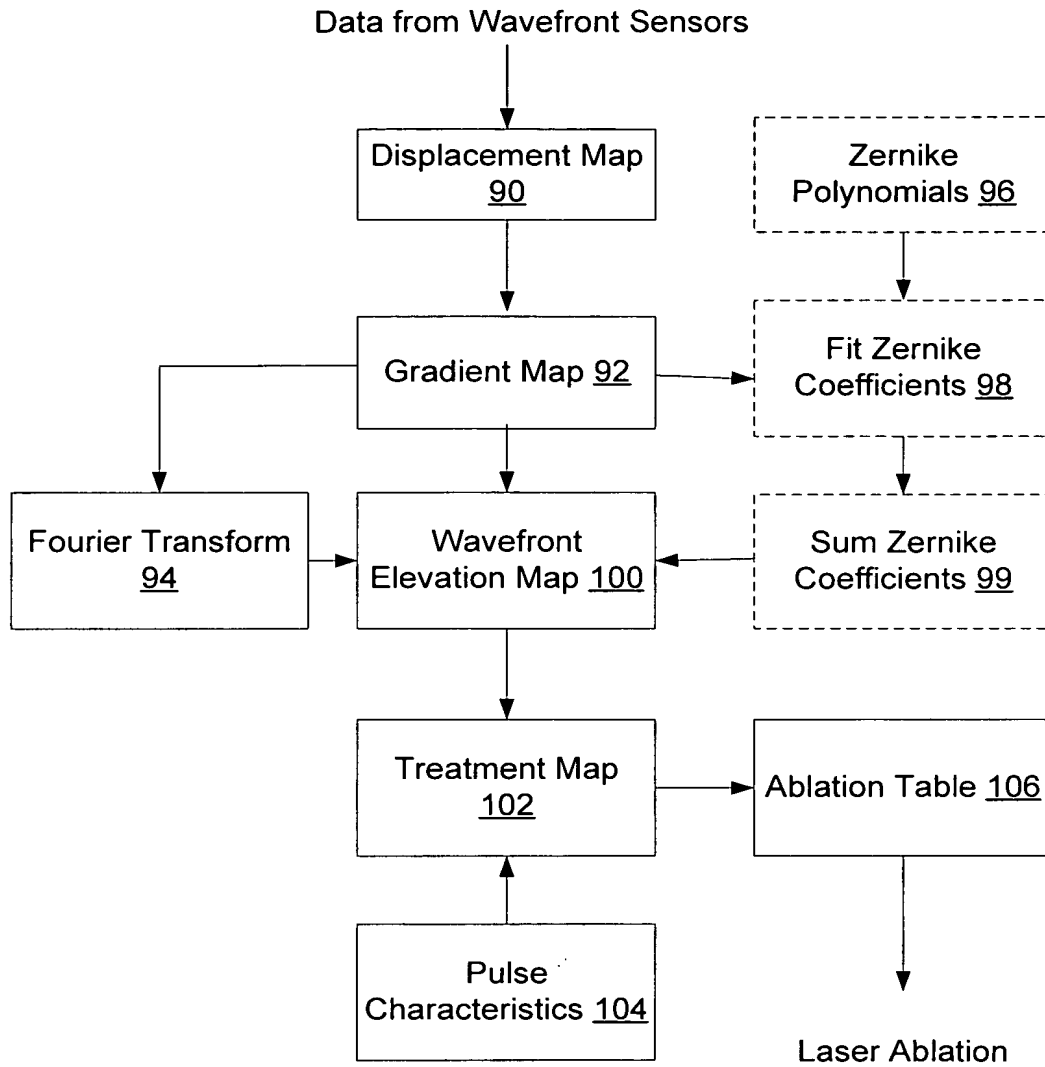 Data from Wavefront Sensors
Displacement Map
90
Zernike
Polynomials 96
Gradient Map 92
Fit Zernike
Coefficients 98
Fourier Transform
94
Wavefront
Elevation Map 100
Sum Zernike
Coefficients 99
Treatment Map
102
Ablation Table 106
Pulse
Characteristics 104
Laser Ablation